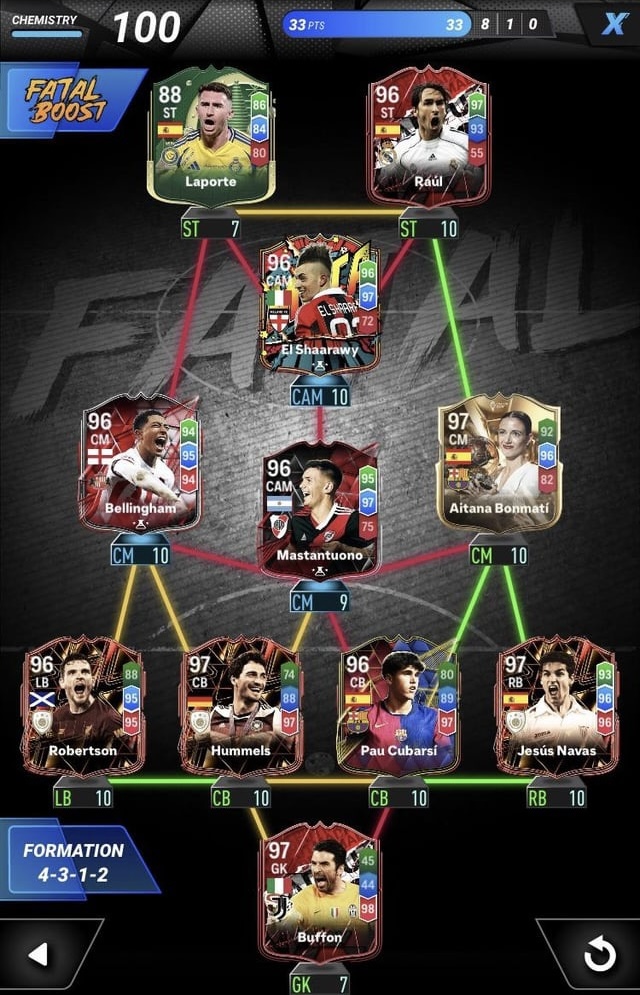 CHEMISTRY 100 33 PTS 33 8 1 0 X
FATAL
BOOST
88
ST
86
84
80
Laporte
ST 7
96
ST
97
93
55
Raúl
ST 10
96
CAM
96
97
72
EL SHAARAWY
El Shaarawy
CAM 10
96
CM
94
95
94
Bellingham
CM 10
96
CAM
95
97
75
Mastantuono
CM 9
97
CM
92
96
82
Aitana Bonmatí
CM 10
96
LB
88
95
95
Robertson
LB 10
97
CB
74
88
97
Hummels
CB 10
96
CB
80
89
97
Pau Cubarsí
CB 10
97
RB
93
96
96
Jesús Navas
RB 10
FORMATION
4-3-1-2
97
GK
45
44
98
Buffon
GK 7
FATAL